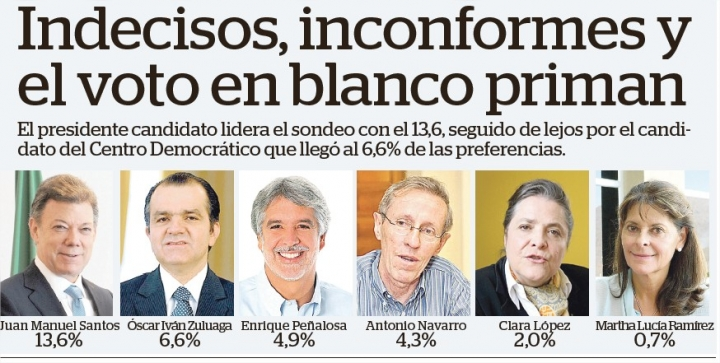 Indecisos, inconformes y
el voto en blanco priman
El presidente candidato lidera el sondeo con el 13,6, seguido de lejos por el candi-
dato del Centro Democrático que llegó al 6,6% de las preferencias.
Juan Manuel Santos Óscar Iván Zuluaga Enrique Peñalosa Antonio Navarro Clara López Martha Lucía Ramírez
13,6% 6,6% 4,9% 4,3% 2,0% 0,7%